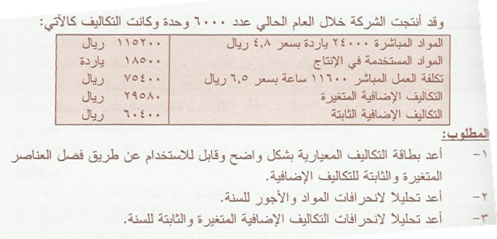 وقد أنتجت الشركة خلال العام الحالي عدد ٦٠٠٠ وحدة وكانت التكاليف كالآتي:
المواد المباشرة ٢٤٠٠٠ ياردة بسعر ٤,٨ ريال ١١٥٢٠٠ ريال
المواد المستخدمة في الإنتاج ١٨٥٠٠ ياردة
تكلفة العمل المباشر ١١٦٠٠ ساعة بسعر ٦,٥ ريال ٧٥٤٠٠ ريال
التكاليف الإضافية المتغيرة ٢٩٥٨٠ ريال
التكاليف الإضافية الثابتة ٦٠٤٠٠ ريال
المطلوب:
١- أعد بطاقة التكاليف المعيارية بشكل واضح وقابل للاستخدام عن طريق فصل العناصر
المتغيرة والثابتة للتكاليف الإضافية.
٢- أعد تحليلاً لانحرافات المواد والأجور للسنة.
٣- أعد تحليلاً لانحرافات التكاليف الإضافية المتغيرة والثابتة للسنة.